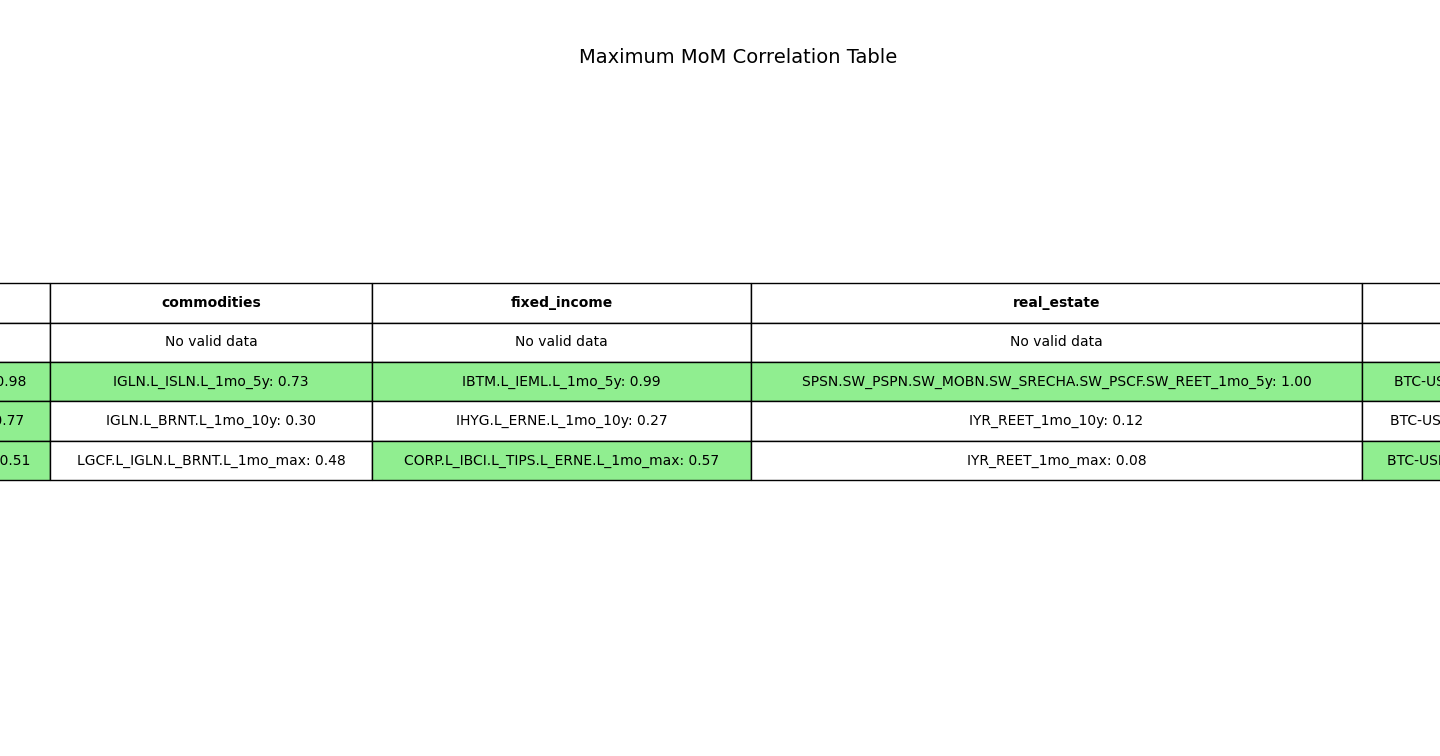 Maximum MoM Correlation Table
commodities fixed_income real_estate
No valid data No valid data No valid data
0.98 IGLN.L_ISLN.L_1mo_5y: 0.73 IBTM.L_IEML.L_1mo_5y: 0.99 SPSN.SW_PSPN.SW_MOBN.SW_SRECHA.SW_PSCF.SW_REET_1mo_5y: 1.00 BTC-US
0.77 IGLN.L_BRNT.L_1mo_10y: 0.30 IHYG.L_ERNE.L_1mo_10y: 0.27 IYR_REET_1mo_10y: 0.12 BTC-US
0.51 LGCF.L_IGLN.L_BRNT.L_1mo_max: 0.48 CORP.L_IBCI.L_TIPS.L_ERNE.L_1mo_max: 0.57 IYR_REET_1mo_max: 0.08 BTC-US